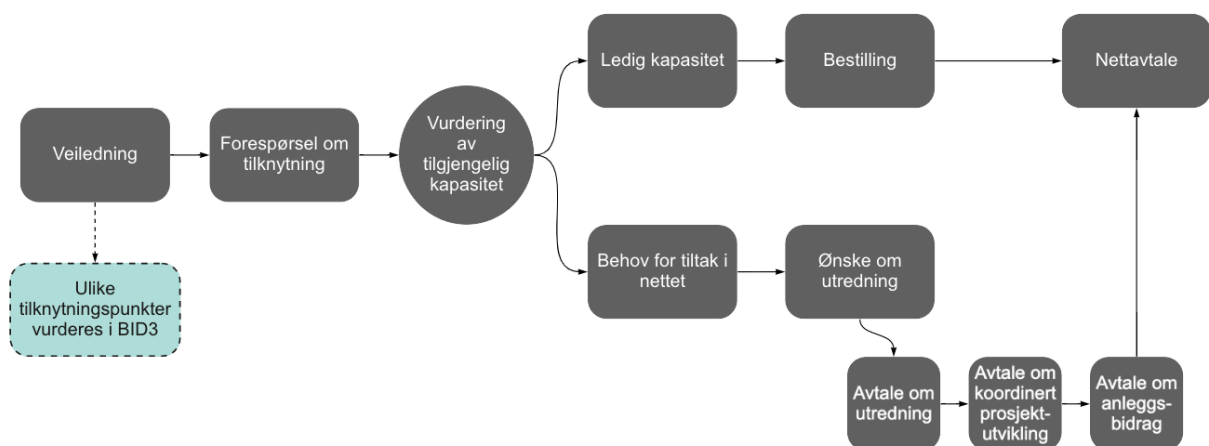 Veiledning
Forespørsel om
tilknytning
Vurdering
av
tilgjengelig
kapasitet
Ledig kapasitet
Bestilling
Nettavtale
Behov for tiltak i
nettet
Ønske om
utredning
Avtale om
utredning
Avtale om
koordinert
prosjekt-
utvikling
Avtale om
anleggs-
bidrag
Ulike
tilknytningspunkter
vurderes i BID3